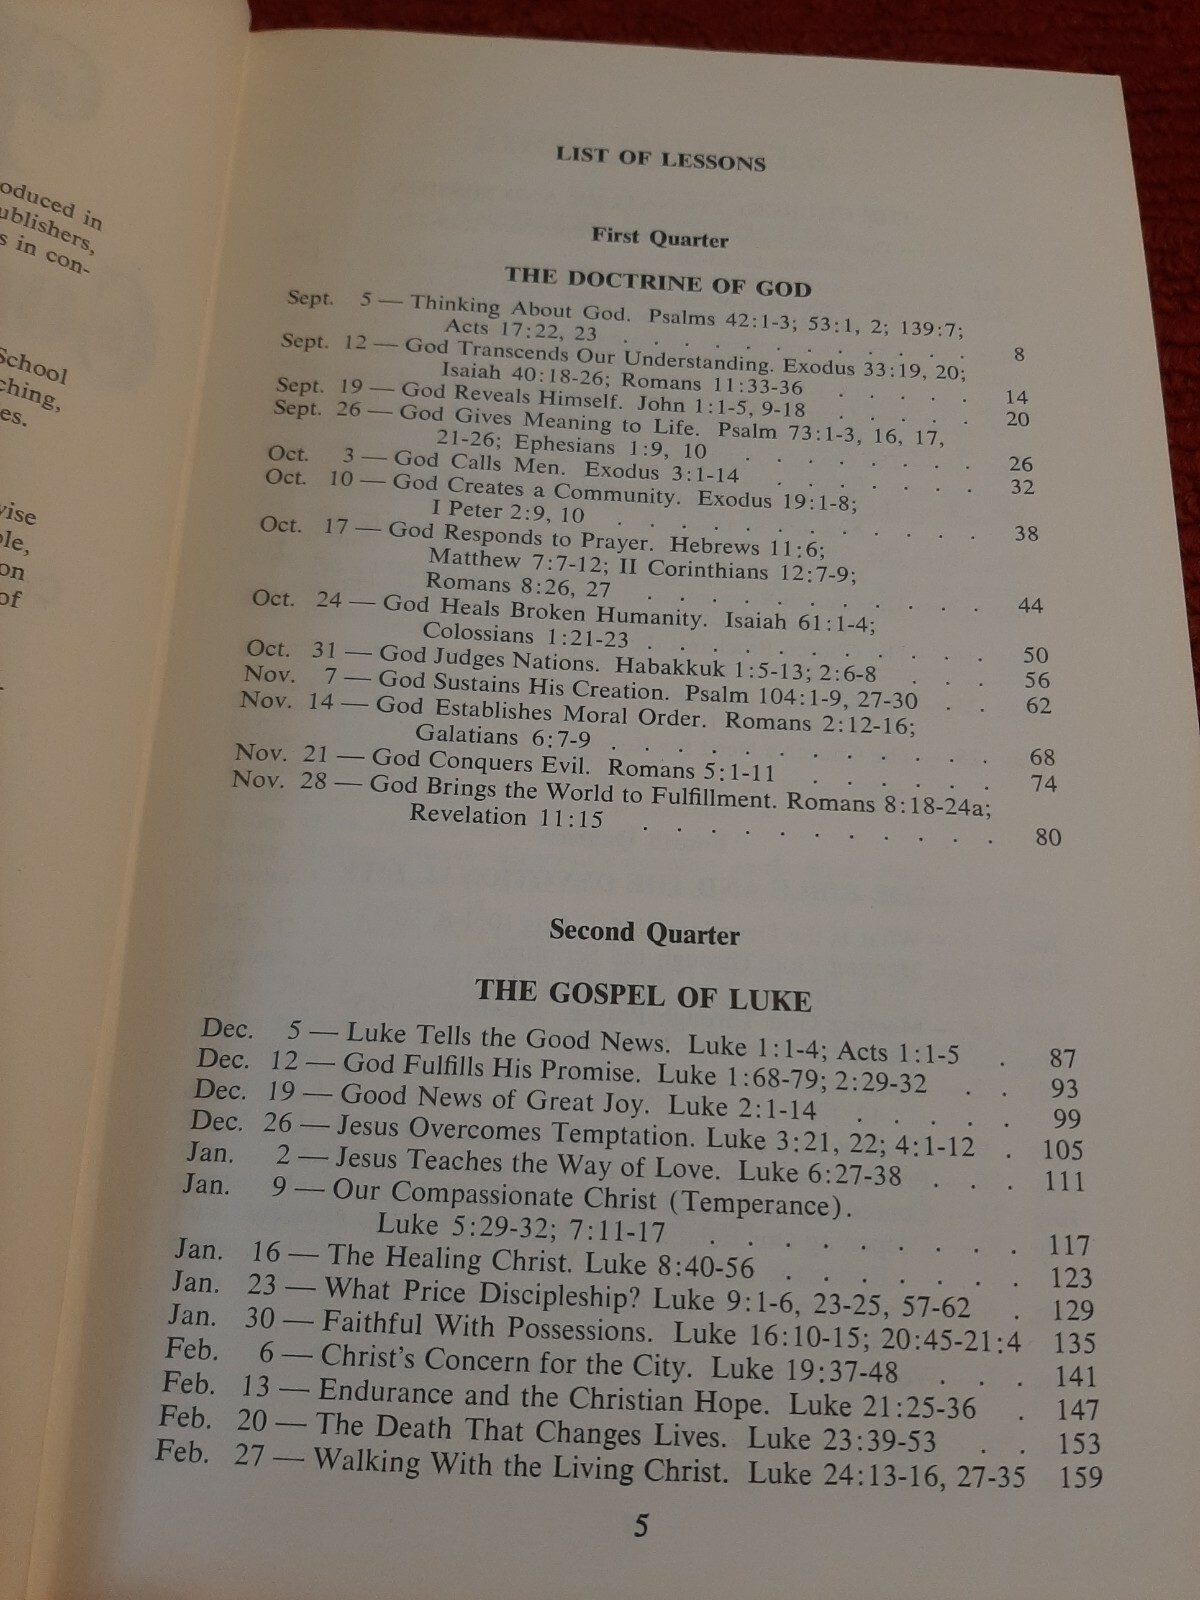 oduced in
ublishers,
s in con-
School
ching,
es.
vise
ole,
on
of
LIST OF LESSONS
First Quarter
THE DOCTRINE OF GOD
Sept. 5 — Thinking About God. Psalms 42:1-3; 53:1, 2; 139:7;
Acts 17:22, 23 . . . . . . . . . . . 8
Sept. 12 — God Transcends Our Understanding. Exodus 33:19, 20;
Isaiah 40:18-26; Romans 11:33-36 . . . . . 14
Sept. 19 — God Reveals Himself. John 1:1-5, 9-18 . . . . . 20
Sept. 26 — God Gives Meaning to Life. Psalm 73:1-3, 16, 17,
21-26; Ephesians 1:9, 10 . . . . . . . . 26
Oct. 3 — God Calls Men. Exodus 3:1-14 . . . . . . . 32
Oct. 10 — God Creates a Community. Exodus 19:1-8;
I Peter 2:9, 10 . . . . . . . . . . . 38
Oct. 17 — God Responds to Prayer. Hebrews 11:6;
Matthew 7:7-12; II Corinthians 12:7-9;
Romans 8:26, 27 . . . . . . . . . . . 44
Oct. 24 — God Heals Broken Humanity. Isaiah 61:1-4;
Colossians 1:21-23 . . . . . . . . . . . 50
Oct. 31 — God Judges Nations. Habakkuk 1:5-13; 2:6-8 . . . 56
Nov. 7 — God Sustains His Creation. Psalm 104:1-9, 27-30 . . 62
Nov. 14 — God Establishes Moral Order. Romans 2:12-16;
Galatians 6:7-9 . . . . . . . . . . . . 68
Nov. 21 — God Conquers Evil. Romans 5:1-11 . . . . . . 74
Nov. 28 — God Brings the World to Fulfillment. Romans 8:18-24a;
Revelation 11:15 . . . . . . . . . . . 80
Second Quarter
THE GOSPEL OF LUKE
Dec. 5 — Luke Tells the Good News. Luke 1:1-4; Acts 1:1-5 . 87
Dec. 12 — God Fulfills His Promise. Luke 1:68-79; 2:29-32 . . 93
Dec. 19 — Good News of Great Joy. Luke 2:1-14 . . . . . 99
Dec. 26 — Jesus Overcomes Temptation. Luke 3:21, 22; 4:1-12 . 105
Jan. 2 — Jesus Teaches the Way of Love. Luke 6:27-38 . . . 111
Jan. 9 — Our Compassionate Christ (Temperance).
Luke 5:29-32; 7:11-17 . . . . . . . . . 117
Jan. 16 — The Healing Christ. Luke 8:40-56 . . . . . . . 123
Jan. 23 — What Price Discipleship? Luke 9:1-6, 23-25, 57-62 . 129
Jan. 30 — Faithful With Possessions. Luke 16:10-15; 20:45-21:4 135
Feb. 6 — Christ's Concern for the City. Luke 19:37-48 . . . 141
Feb. 13 — Endurance and the Christian Hope. Luke 21:25-36 . 147
Feb. 20 — The Death That Changes Lives. Luke 23:39-53 . . 153
Feb. 27 — Walking With the Living Christ. Luke 24:13-16, 27-35 159
5